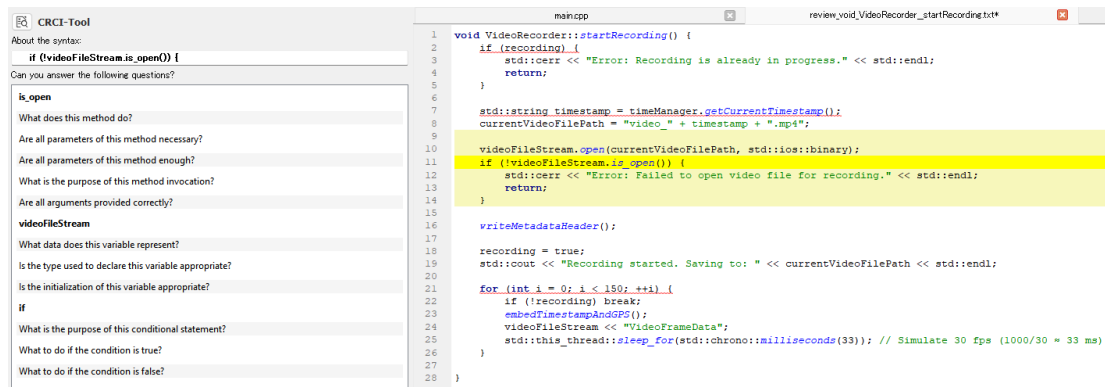 CRCI-Tool
About the syntax:
if (!videoFileStream.is_open()) {
Can you answer the following questions?
is_open
What does this method do?
Are all parameters of this method necessary?
Are all parameters of this method enough?
What is the purpose of this method invocation?
Are all arguments provided correctly?
videoFileStream
What data does this variable represent?
Is the type used to declare this variable appropriate?
Is the initialization of this variable appropriate?
if
What is the purpose of this conditional statement?
What to do if the condition is true?
What to do if the condition is false?
main.cpp
review_void_VideoRecorder__startRecording.txt*
1 void VideoRecorder::startRecording() {
2 if (recording) {
3 std::cerr << "Error: Recording is already in progress." << std::endl;
4 return;
5 }
6
7 std::string timestamp = timeManager.getCurrentTimestamp();
8 currentVideoFilePath = "video_" + timestamp + ".mp4";
9
10 videoFileStream.open(currentVideoFilePath, std::ios::binary);
11 if (!videoFileStream.is_open()) {
12 std::cerr << "Error: Failed to open video file for recording." << std::endl;
13 return;
14 }
15
16 writeMetadataHeader();
17
18 recording = true;
19 std::cout << "Recording started. Saving to: " << currentVideoFilePath << std::endl;
20
21 for (int i = 0; i < 150; ++i) {
22 if (!recording) break;
23 embedTimestampAndGPS();
24 videoFileStream << "VideoFrameData";
25 std::this_thread::sleep_for(std::chrono::milliseconds(33)); // Simulate 30 fps (1000/30 ≈ 33 ms)
26 }
27
28 }